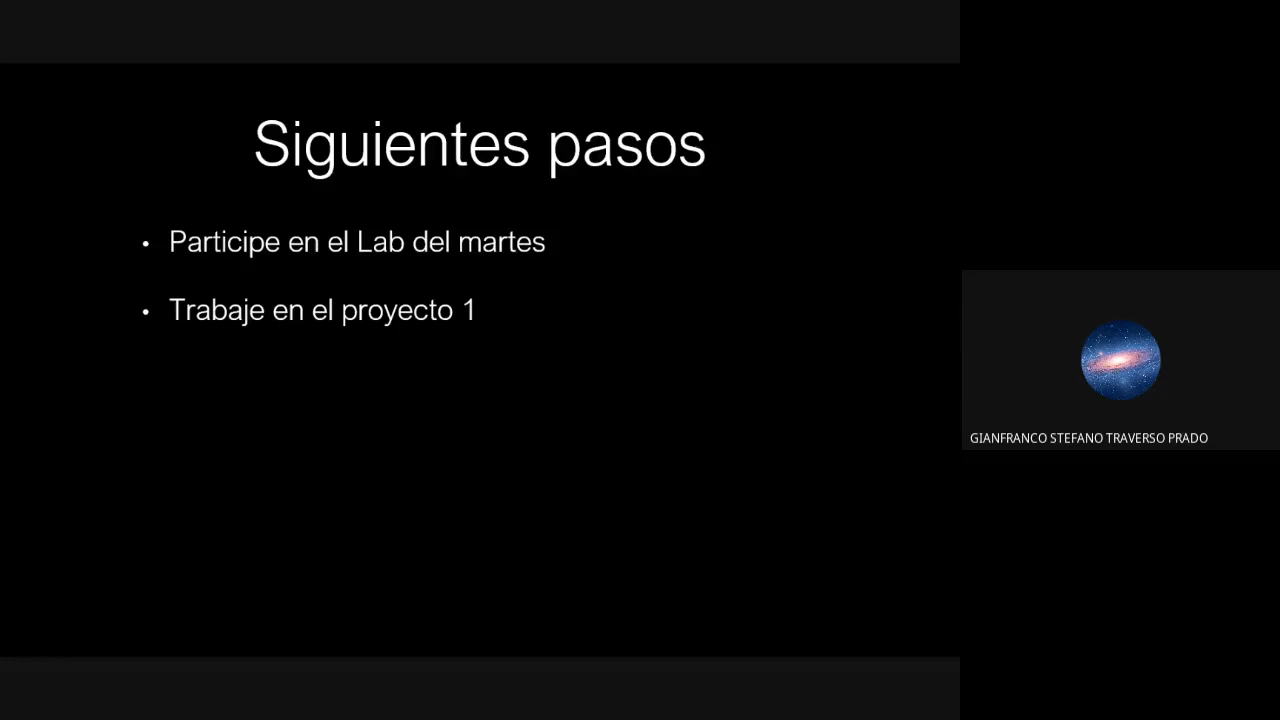 Siguientes pasos
• Participe en el Lab del martes
• Trabaje en el proyecto 1
GIANFRANCO STEFANO TRAVERSO PRADO